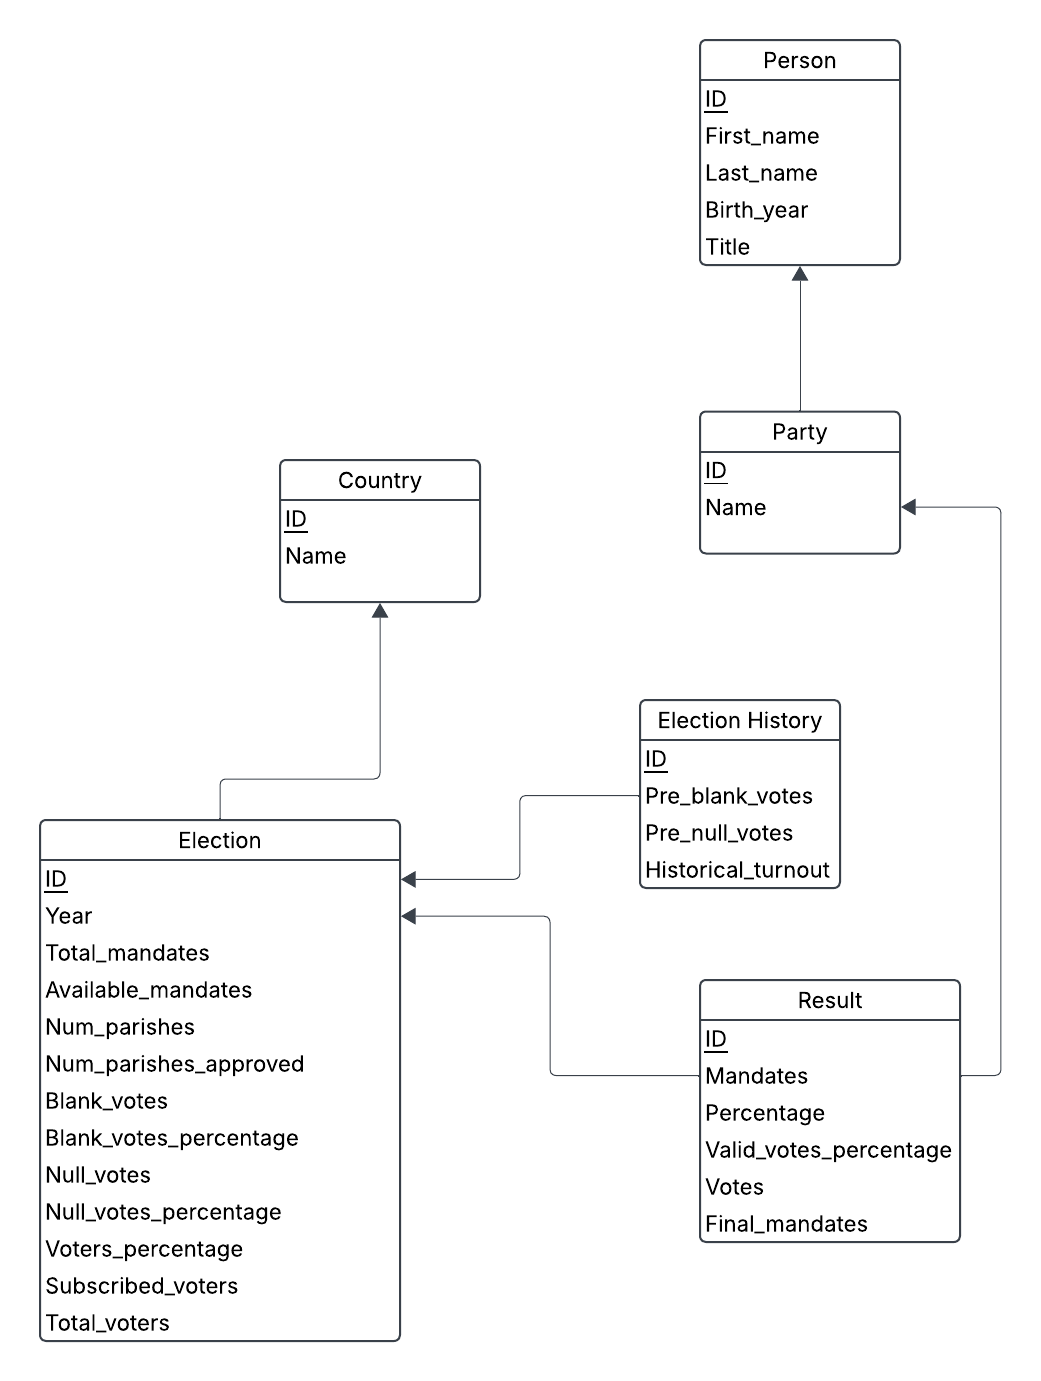 Person
ID
First_name
Last_name
Birth_year
Title
Party
ID
Name
Country
ID
Name
Election History
ID
Pre_blank_votes
Pre_null_votes
Historical_turnout
Election
ID
Year
Total_mandates
Available_mandates
Num_parishes
Num_parishes_approved
Blank_votes
Blank_votes_percentage
Null_votes
Null_votes_percentage
Voters_percentage
Subscribed_voters
Total_voters
Result
ID
Mandates
Percentage
Valid_votes_percentage
Votes
Final_mandates